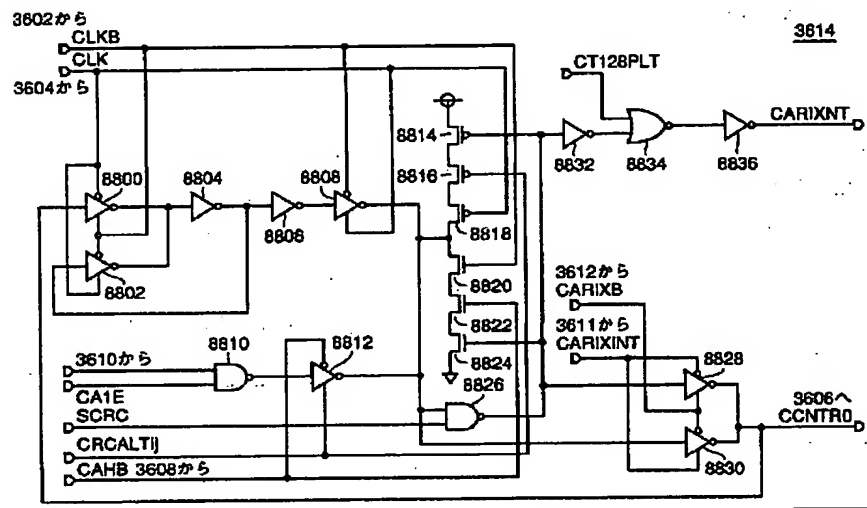 3602から
CLKB
CLK
3604から
3614
CT128PLT
CARIXNT
8814
8832
8834
8836
8800
8804
8808
8816
8806
8818
8802
8820
3612から
CARIXB
8822
3611から
CARIXINT
8810
8812
8824
8828
3610から
8826
3606へ
CCNTR0
CA1E
SCRC
CRCALTij
CAHB 3608から
8830